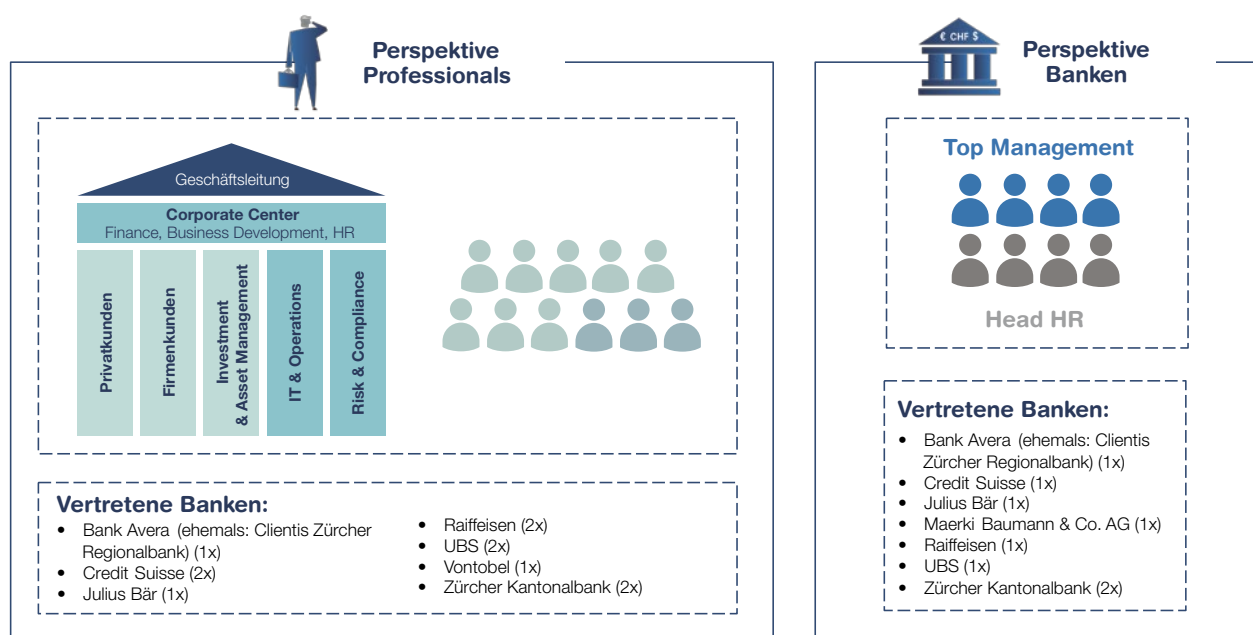 Perspektive
Professionals
Geschäftsleitung
Corporate Center
Finance, Business Development, HR
Privatkunden
Firmenkunden
Investment
& Asset Management
IT & Operations
Risk & Compliance
Vertretene Banken:
• Bank Avera (ehemals: Clientis Zürcher
Regionalbank) (1x)
• Credit Suisse (2x)
• Julius Bär (1x)
• Raiffeisen (2x)
• UBS (2x)
• Vontobel (1x)
• Zürcher Kantonalbank (2x)
€ CHF $
Perspektive
Banken
Top Management
Head HR
Vertretene Banken:
• Bank Avera (ehemals: Clientis
Zürcher Regionalbank) (1x)
• Credit Suisse (1x)
• Julius Bär (1x)
• Maerki Baumann & Co. AG (1x)
• Raiffeisen (1x)
• UBS (1x)
• Zürcher Kantonalbank (2x)